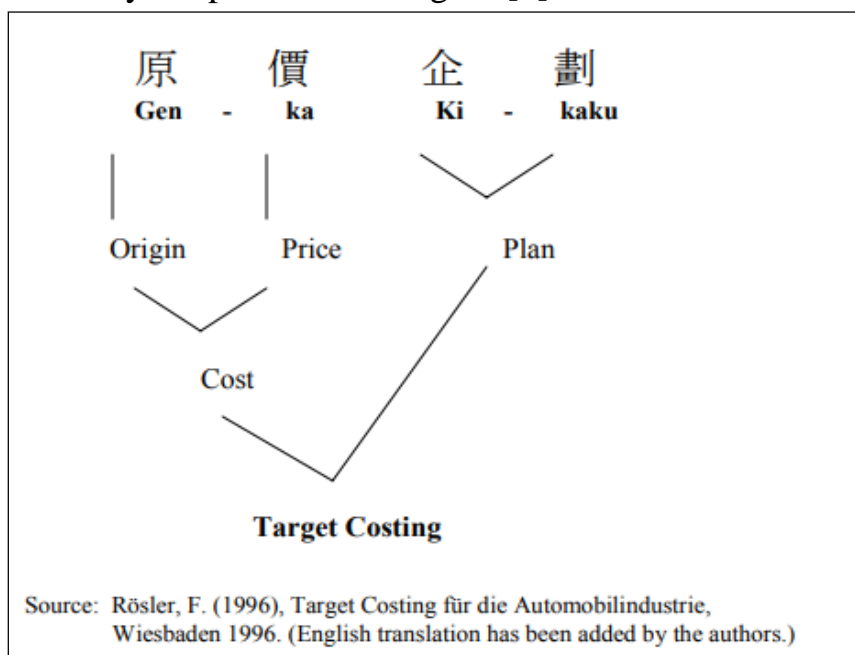 原 價 企 劃
Gen - ka Ki - kaku
Origin Price Plan
Cost
Target Costing
Source: Rösler, F. (1996), Target Costing für die Automobilindustrie,
Wiesbaden 1996. (English translation has been added by the authors.)